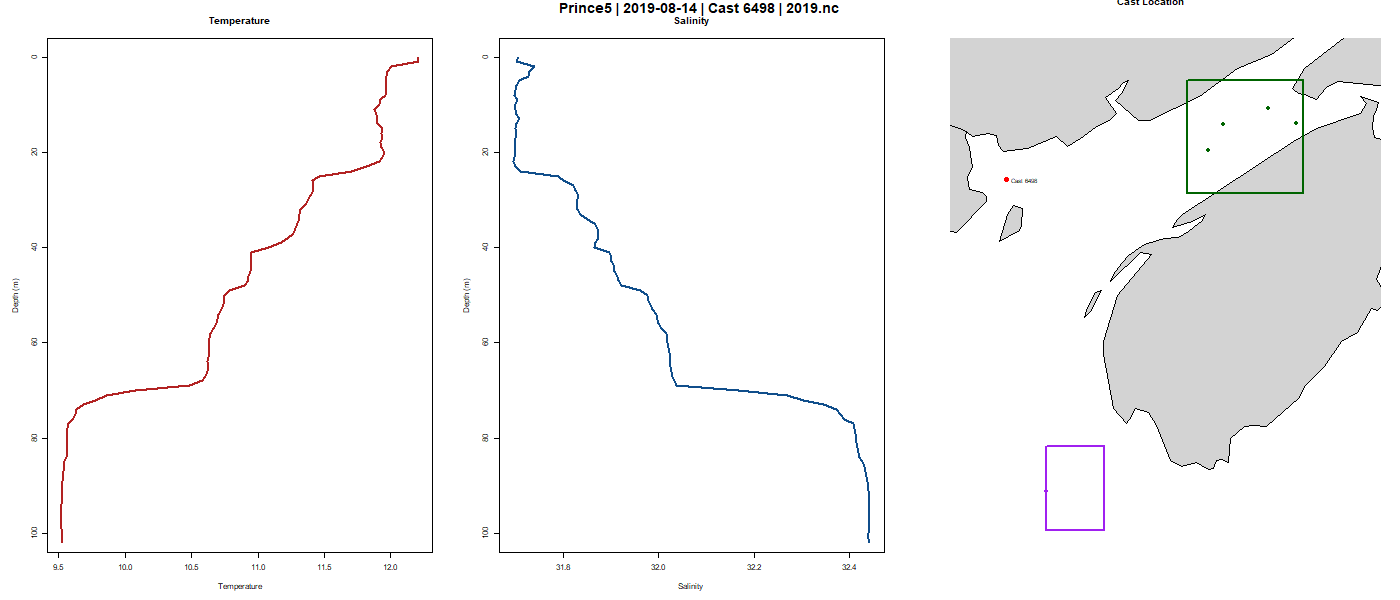 Prince5 | 2019-08-14 | Cast 6498 | 2019.nc
Temperature
Salinity
Cast Location
0
20
40
60
80
100
Depth (m)
9.5 10.0 10.5 11.0 11.5 12.0
Temperature
0
20
40
60
80
100
Depth (m)
31.8 32.0 32.2 32.4
Salinity
Cast 6498